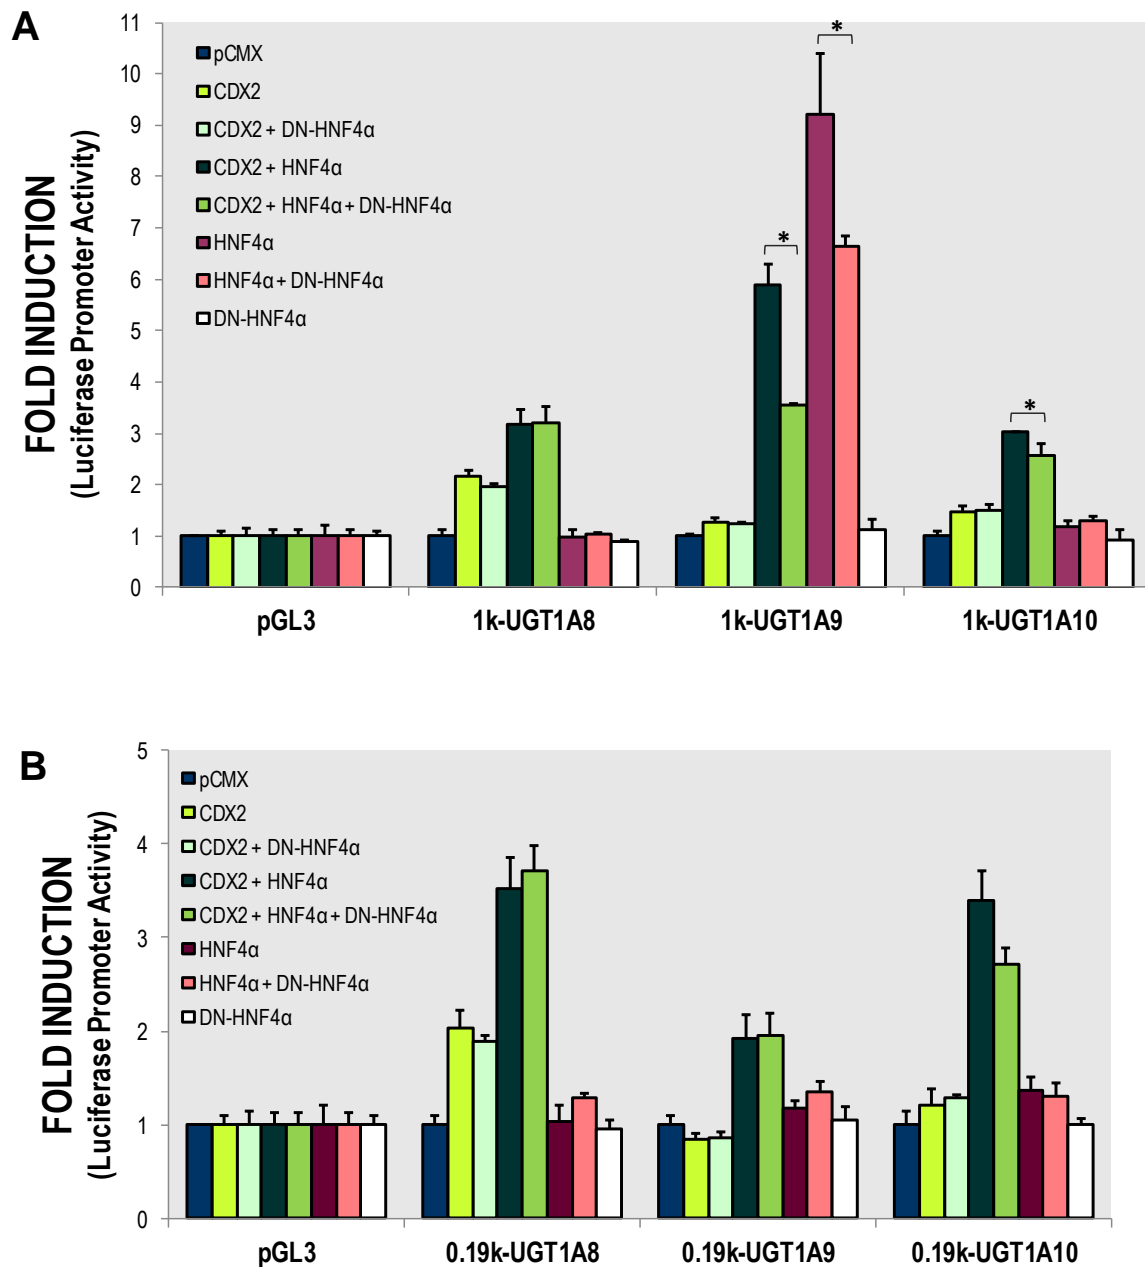 A
FOLD INDUCTION
(Luciferase Promoter Activity)
11
10
9
8
7
6
5
4
3
2
1
0
pCMX
CDX2
CDX2 + DN-HNF4α
CDX2 + HNF4α
CDX2 + HNF4α + DN-HNF4α
HNF4α
HNF4α + DN-HNF4α
DN-HNF4α
*
*
*
pGL3
1k-UGT1A8
1k-UGT1A9
1k-UGT1A10
B
FOLD INDUCTION
(Luciferase Promoter Activity)
5
4
3
2
1
0
pCMX
CDX2
CDX2 + DN-HNF4α
CDX2 + HNF4α
CDX2 + HNF4α + DN-HNF4α
HNF4α
HNF4α + DN-HNF4α
DN-HNF4α
pGL3
0.19k-UGT1A8
0.19k-UGT1A9
0.19k-UGT1A10